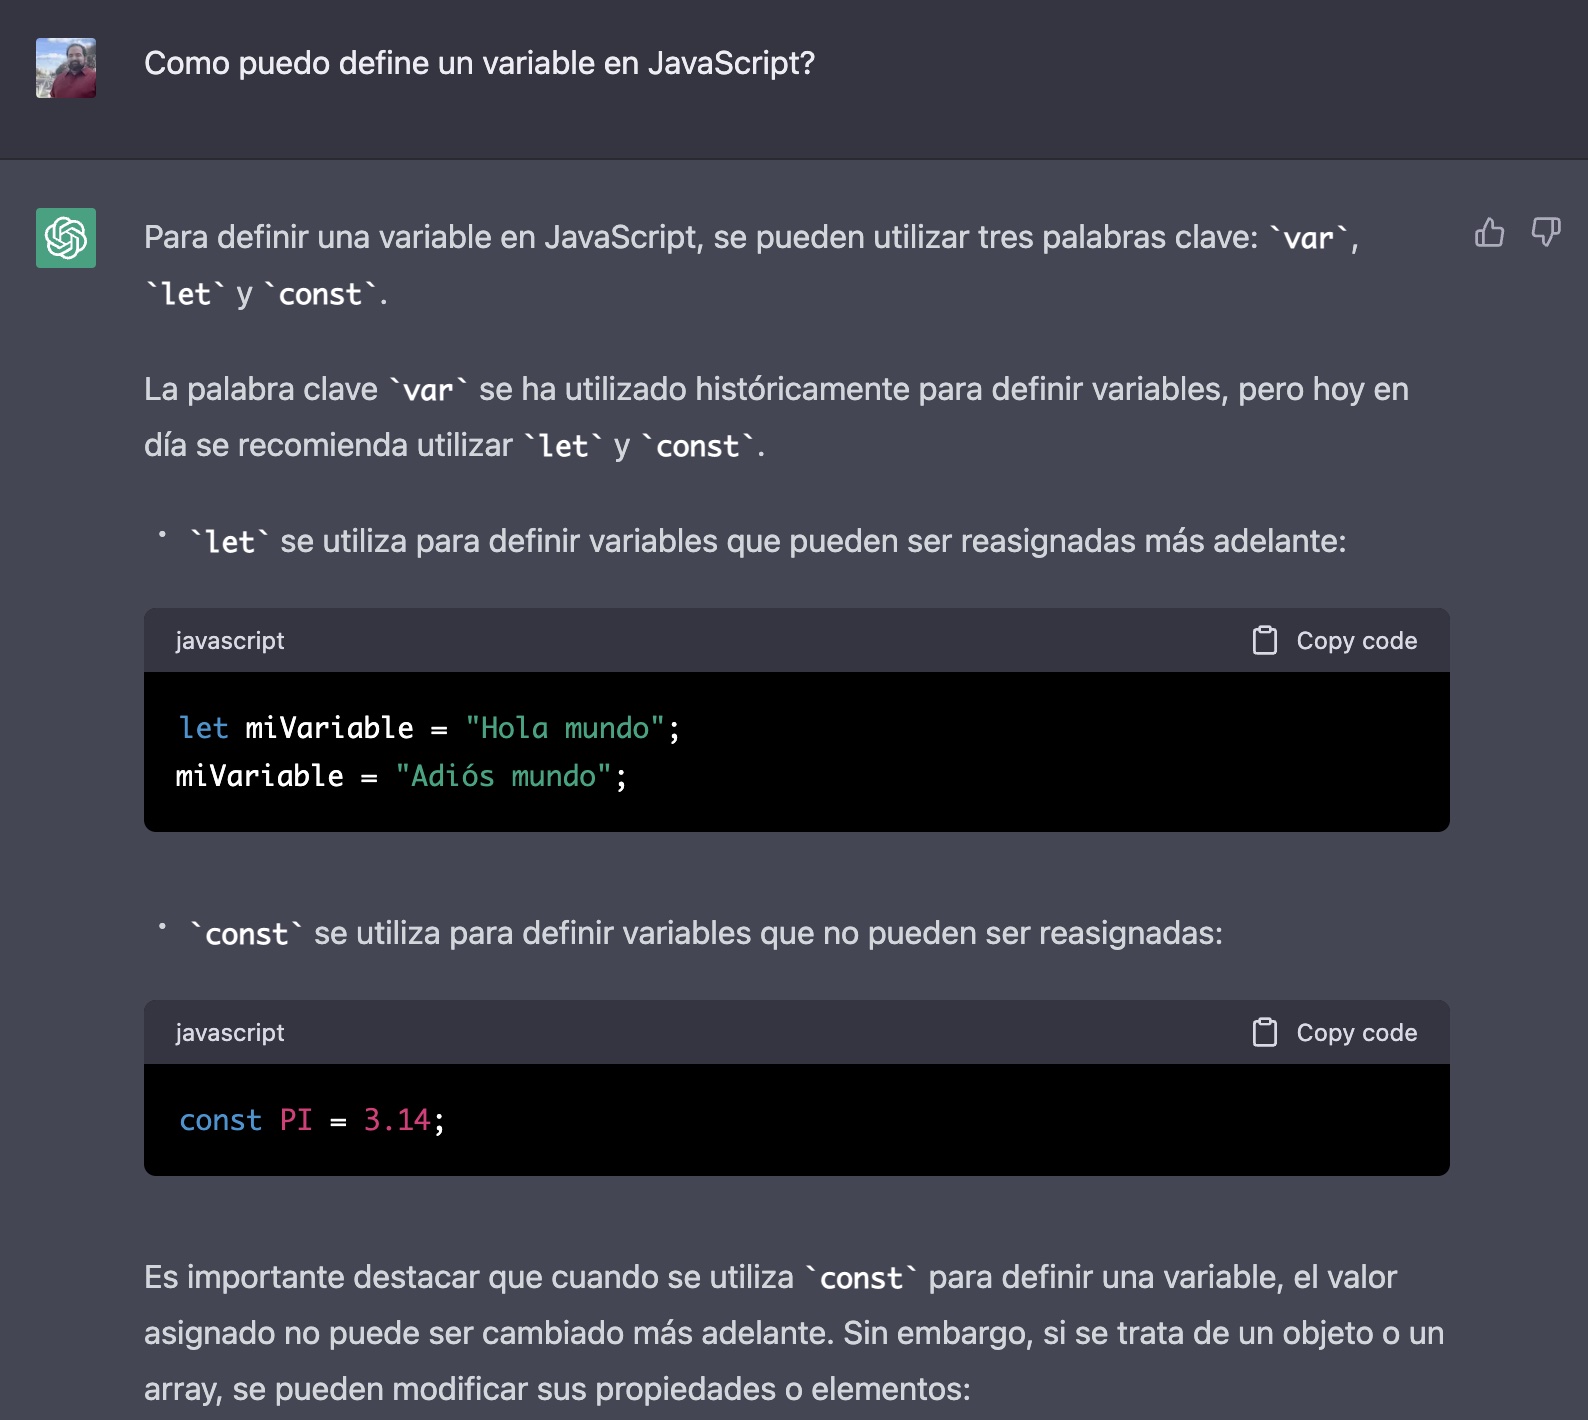 Como puedo define un variable en JavaScript?
Para definir una variable en JavaScript, se pueden utilizar tres palabras clave: `var`,
`let` y `const`.
La palabra clave `var` se ha utilizado históricamente para definir variables, pero hoy en
día se recomienda utilizar `let` y `const`.
• `let` se utiliza para definir variables que pueden ser reasignadas más adelante:
javascript Copy code
let miVariable = "Hola mundo";
miVariable = "Adiós mundo";
• `const` se utiliza para definir variables que no pueden ser reasignadas:
javascript Copy code
const PI = 3.14;
Es importante destacar que cuando se utiliza `const` para definir una variable, el valor
asignado no puede ser cambiado más adelante. Sin embargo, si se trata de un objeto o un
array, se pueden modificar sus propiedades o elementos: